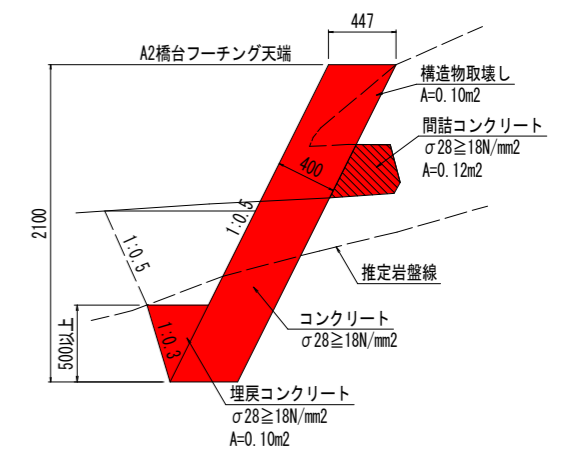 447
A2橋台フーチング天端
構造物取壊し
A=0.10m2
間詰コンクリート
σ28≧18N/mm2
A=0.12m2
400
1:0.5
2100
1:0.5
推定岩盤線
500以上
1:0.3
コンクリート
σ28≧18N/mm2
埋戻コンクリート
σ28≧18N/mm2
A=0.10m2